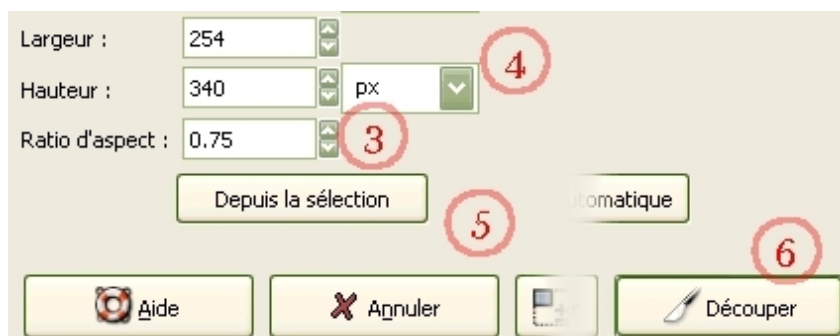 Largeur : 254
4
Hauteur : 340 px
Ratio d'aspect : 0.75 3
Depuis la sélection
5
6
Aide Annuler Découper